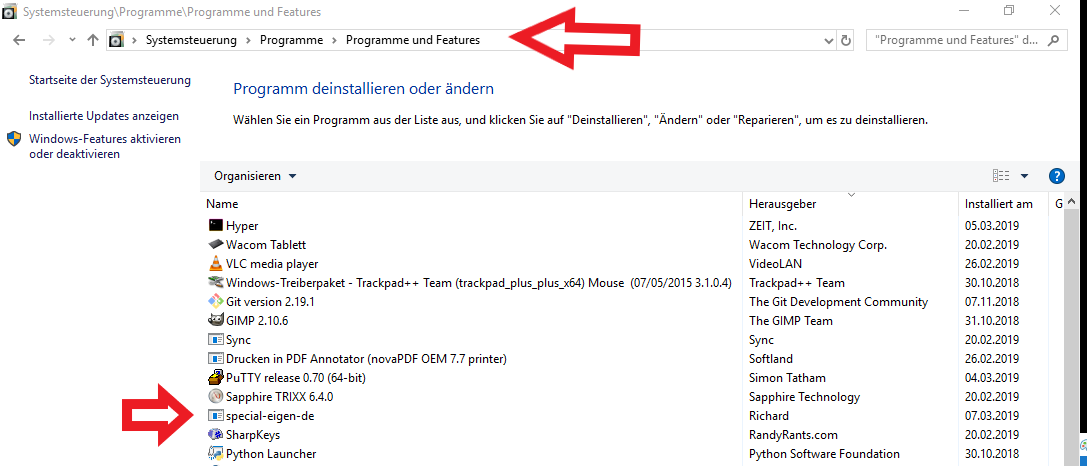 Systemsteuerung\Programme\Programme und Features
Systemsteuerung > Programme > Programme und Features
"Programme und Features" d...
Startseite der Systemsteuerung
Installierte Updates anzeigen
Windows-Features aktivieren
oder deaktivieren
Programm deinstallieren oder ändern
Wählen Sie ein Programm aus der Liste aus, und klicken Sie auf "Deinstallieren", "Ändern" oder "Reparieren", um es zu deinstallieren.
Organisieren
Name Herausgeber Installiert am G
Hyper ZEIT, Inc. 05.03.2019
Wacom Tablett Wacom Technology Corp. 20.02.2019
VLC media player VideoLAN 26.02.2019
Windows-Treiberpaket - Trackpad++ Team (trackpad_plus_plus_x64) Mouse (07/05/2015 3.1.0.4) Trackpad++ Team 30.10.2018
Git version 2.19.1 The Git Development Community 07.11.2018
GIMP 2.10.6 The GIMP Team 31.10.2018
Sync Sync 20.02.2019
Drucken in PDF Annotator (novaPDF OEM 7.7 printer) Softland 26.02.2019
PuTTY release 0.70 (64-bit) Simon Tatham 04.03.2019
Sapphire TRIXX 6.4.0 Sapphire Technology 20.02.2019
special-eigen-de Richard 07.03.2019
SharpKeys RandyRants.com 20.02.2019
Python Launcher Python Software Foundation 30.10.2018